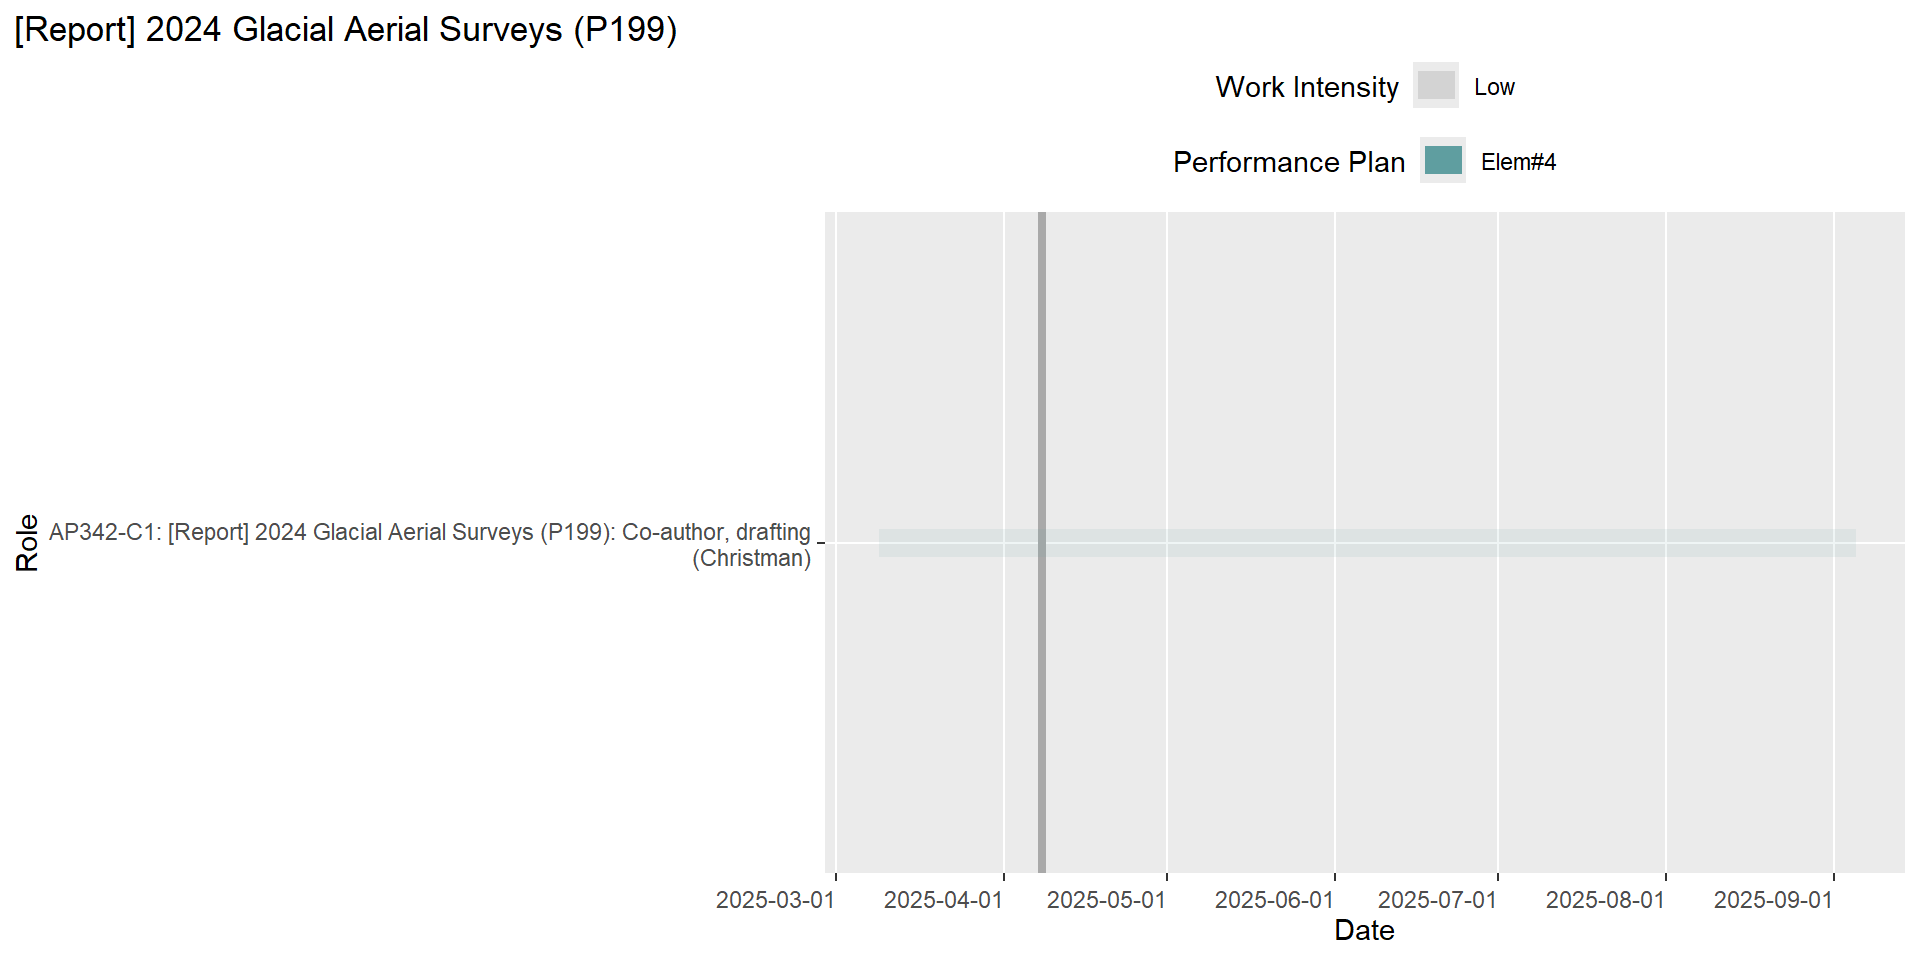 [Report] 2024 Glacial Aerial Surveys (P199)
Work Intensity Low
Performance Plan Elem#4
Role
AP342-C1: [Report] 2024 Glacial Aerial Surveys (P199): Co-author, drafting
(Christman)
2025-03-01 2025-04-01 2025-05-01 2025-06-01 2025-07-01 2025-08-01 2025-09-01
Date